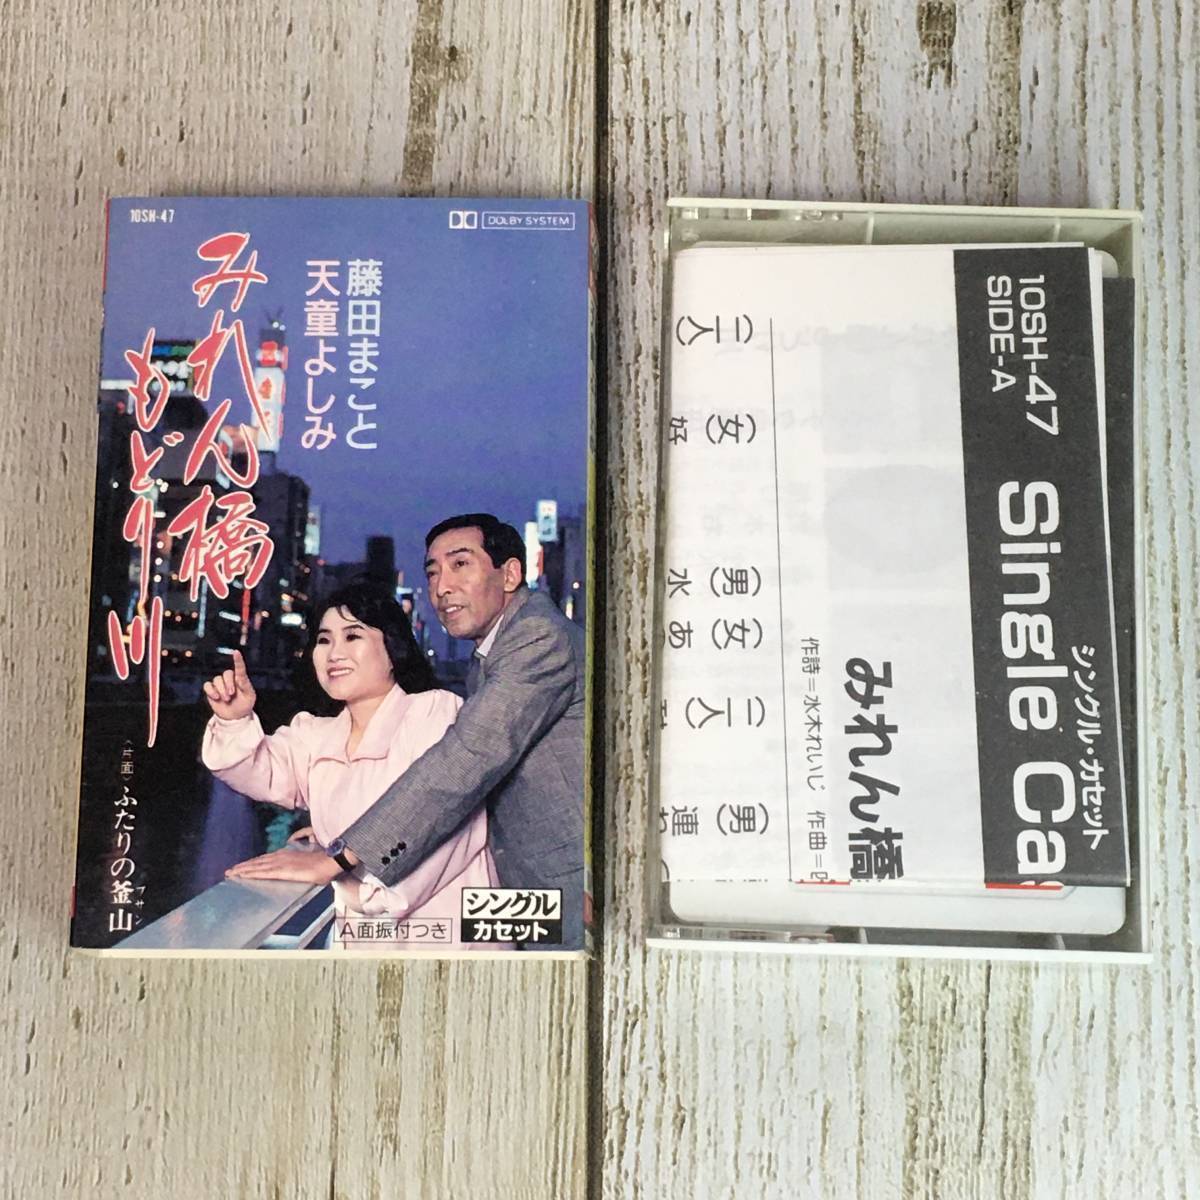 10SH-47
DOLBY SYSTEM
藤田まこと
天童よしみ
みれん橋
もどり川
〈片面〉ふたりの釜山
プサン
A面振付つき
シングル
カセット
10SH-47
SIDE-A
Single Ca
シングル・カセット
みれん橋
作詩=水木れいじ 作曲=
(二人)
(女)好
(男)水
(女)あ
(二人)
(男)連